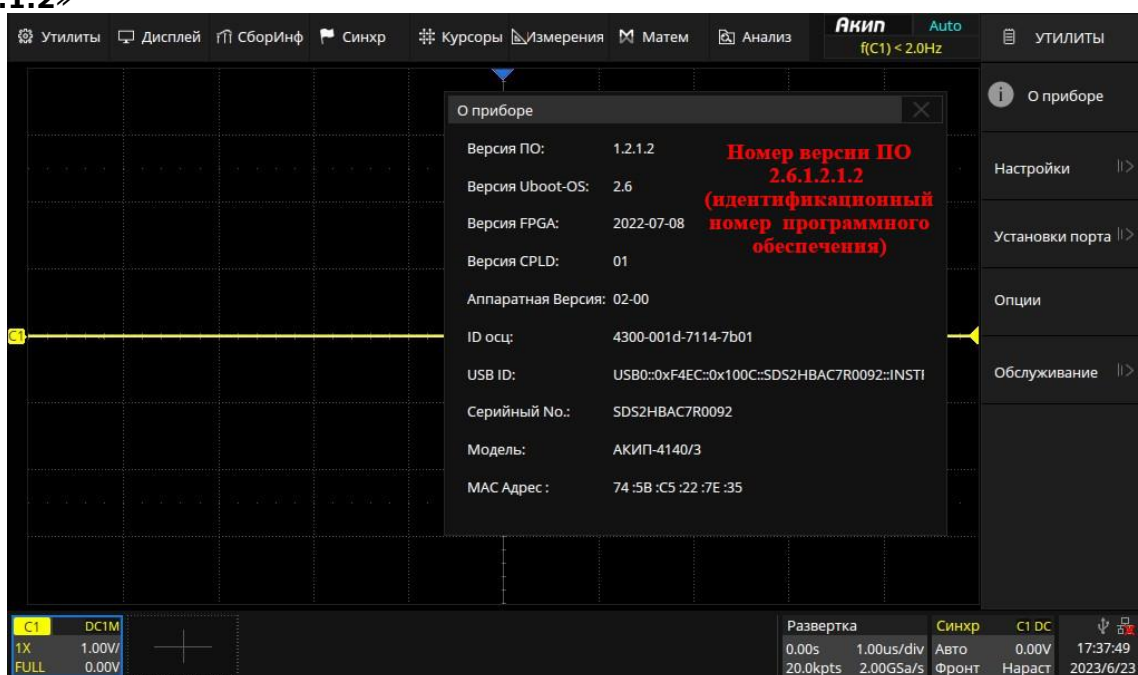 .1.2»
Утилиты Дисплей СборИнф Синхр Курсоры Измерения Матем Анализ Акип Auto УТИЛИТЫ
f(C1) < 2.0Hz
О приборе
О приборе
Версия ПО: 1.2.1.2
Номер версии ПО
2.6.1.2.1.2
(идентификационный
номер программного
обеспечения)
Версия Uboot-OS: 2.6
Версия FPGA: 2022-07-08
Версия CPLD: 01
Аппаратная Версия: 02-00
ID осц: 4300-001d-7114-7b01
USB ID: USB0::0xF4EC::0x100C::SDS2HBAC7R0092::INSTI
Серийный No.: SDS2HBAC7R0092
Модель: АКИП-4140/3
MAC Адрес : 74 :5B :C5 :22 :7E :35
Настройки
Установки порта
Опции
Обслуживание
C1
C1 DC1M
1X 1.00V/
FULL 0.00V
Развертка
0.00s 1.00us/div
20.0kpts 2.00GSa/s
Синхр C1 DC
Авто 0.00V
Фронт Нараст
17:37:49
2023/6/23